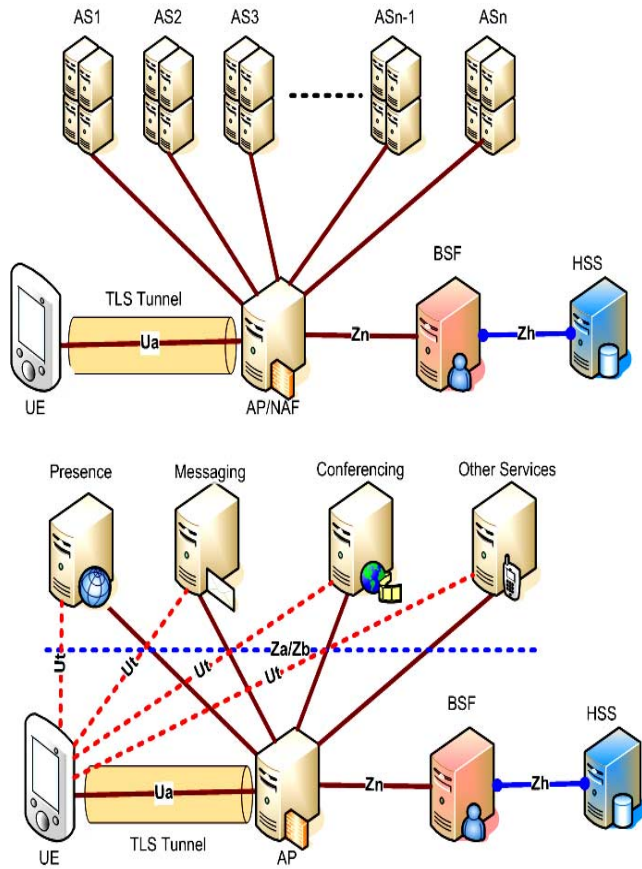 AS1 AS2 AS3 ASn-1 ASn
BSF
HSS
TLS Tunnel
Ua
Zn
Zh
UE
AP/NAF
Presence Messaging Conferencing Other Services
Za/Zb
Ut
Ut
Ut
Ut
BSF
HSS
Ua
Zn
Zh
UE
TLS Tunnel
AP